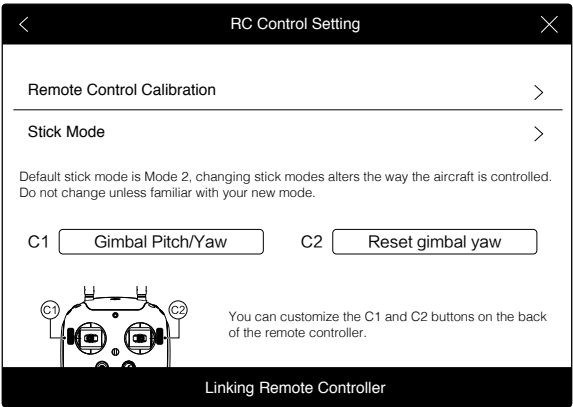 RC Control Setting
Remote Control Calibration
Stick Mode
Default stick mode is Mode 2, changing stick modes alters the way the aircraft is controlled.
Do not change unless familiar with your new mode.
C1 Gimbal Pitch/Yaw C2 Reset gimbal yaw
C1 C2
You can customize the C1 and C2 buttons on the back
of the remote controller.
Linking Remote Controller